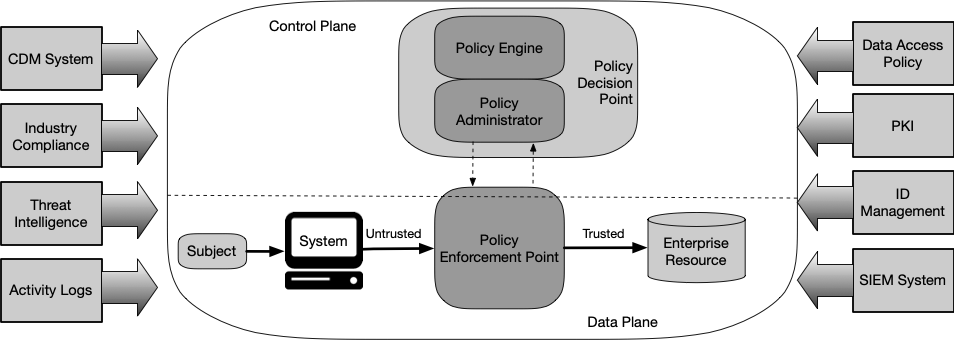 Control Plane
CDM System
Industry
Compliance
Threat
Intelligence
Activity Logs
Policy Engine
Policy
Administrator
Policy
Decision
Point
Subject
System
Untrusted
Policy
Enforcement Point
Trusted
Enterprise
Resource
Data Plane
Data Access
Policy
PKI
ID
Management
SIEM System